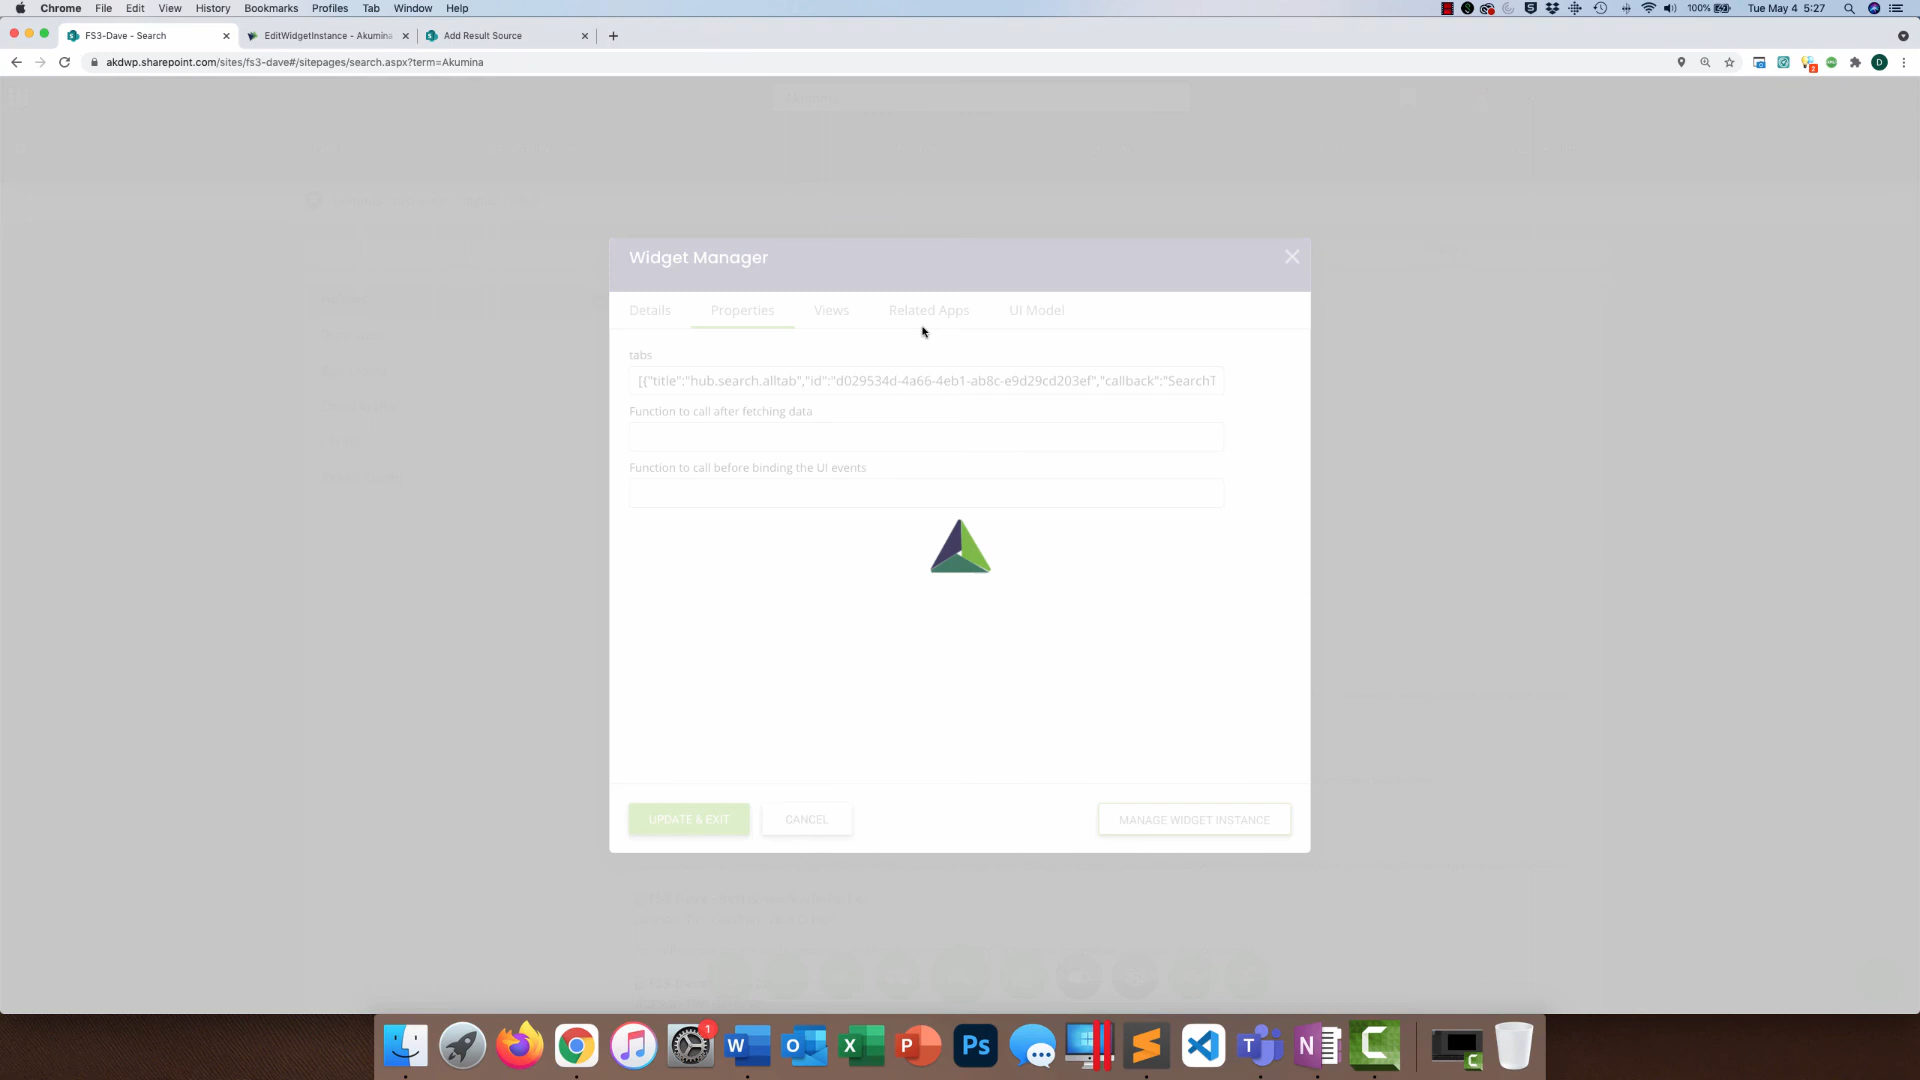 Chrome File Edit View History Bookmarks Profiles Tab Window Help 100% Tue May 4 5:27
FS3-Dave - Search EditWidgetInstance - Akumina Add Result Source
akdwp.sharepoint.com/sites/fs3-dave#/sitepages/search.aspx?term=Akumina
2 D
Widget Manager
Details Properties Views Related Apps UI Model
tabs
[{"title":"hub.search.alltab","id":"d029534d-4a66-4eb1-ab8c-e9d29cd203ef","callback":"SearchT
Function to call after fetching data
Function to call before binding the UI events
UPDATE & EXIT CANCEL MANAGE WIDGET INSTANCE
1 W O X P Ps T N C C